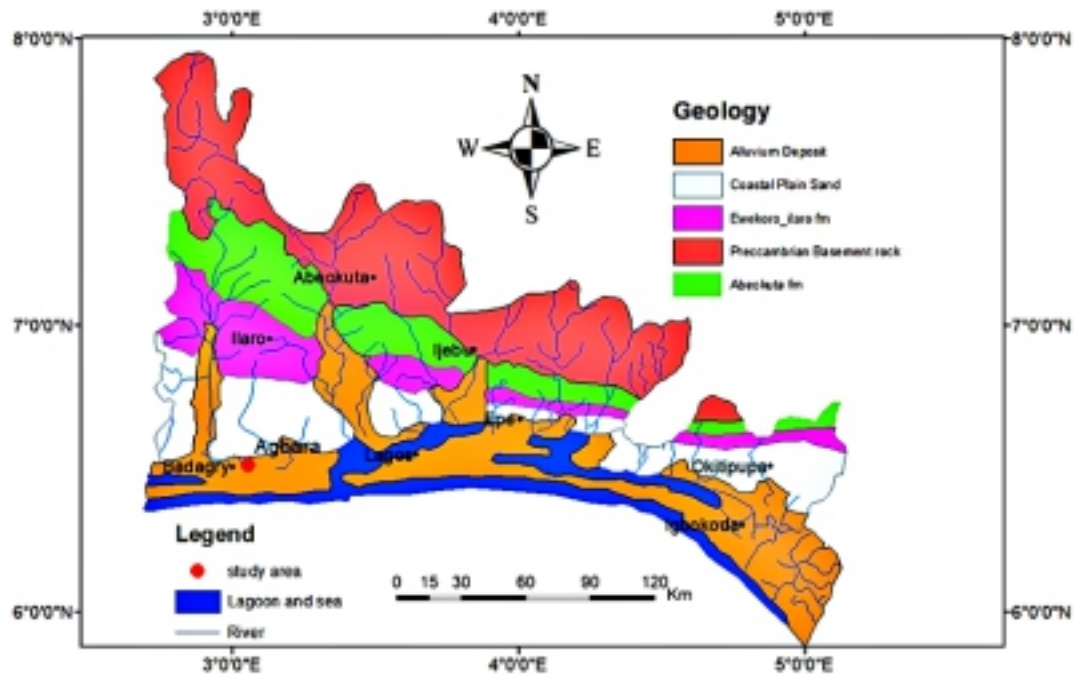 3°0'0"E 4°0'0"E 5°0'0"E
8°0'0"N 8°0'0"N
N
W E
S
Geology
Alluvium Deposit
Coastal Plain Sand
Ewekoro_ilaro fm
Preccambrian Basement rock
Abeokuta fm
Abeokuta
7°0'0"N 7°0'0"N
Ilaro
Ijebu
Agbara
Lagos
Badagry
Okitipupa
Igbokoda
Legend
study area
Lagoon and sea
River
0 15 30 60 90 120
Km
6°0'0"N 6°0'0"N
3°0'0"E 4°0'0"E 5°0'0"E